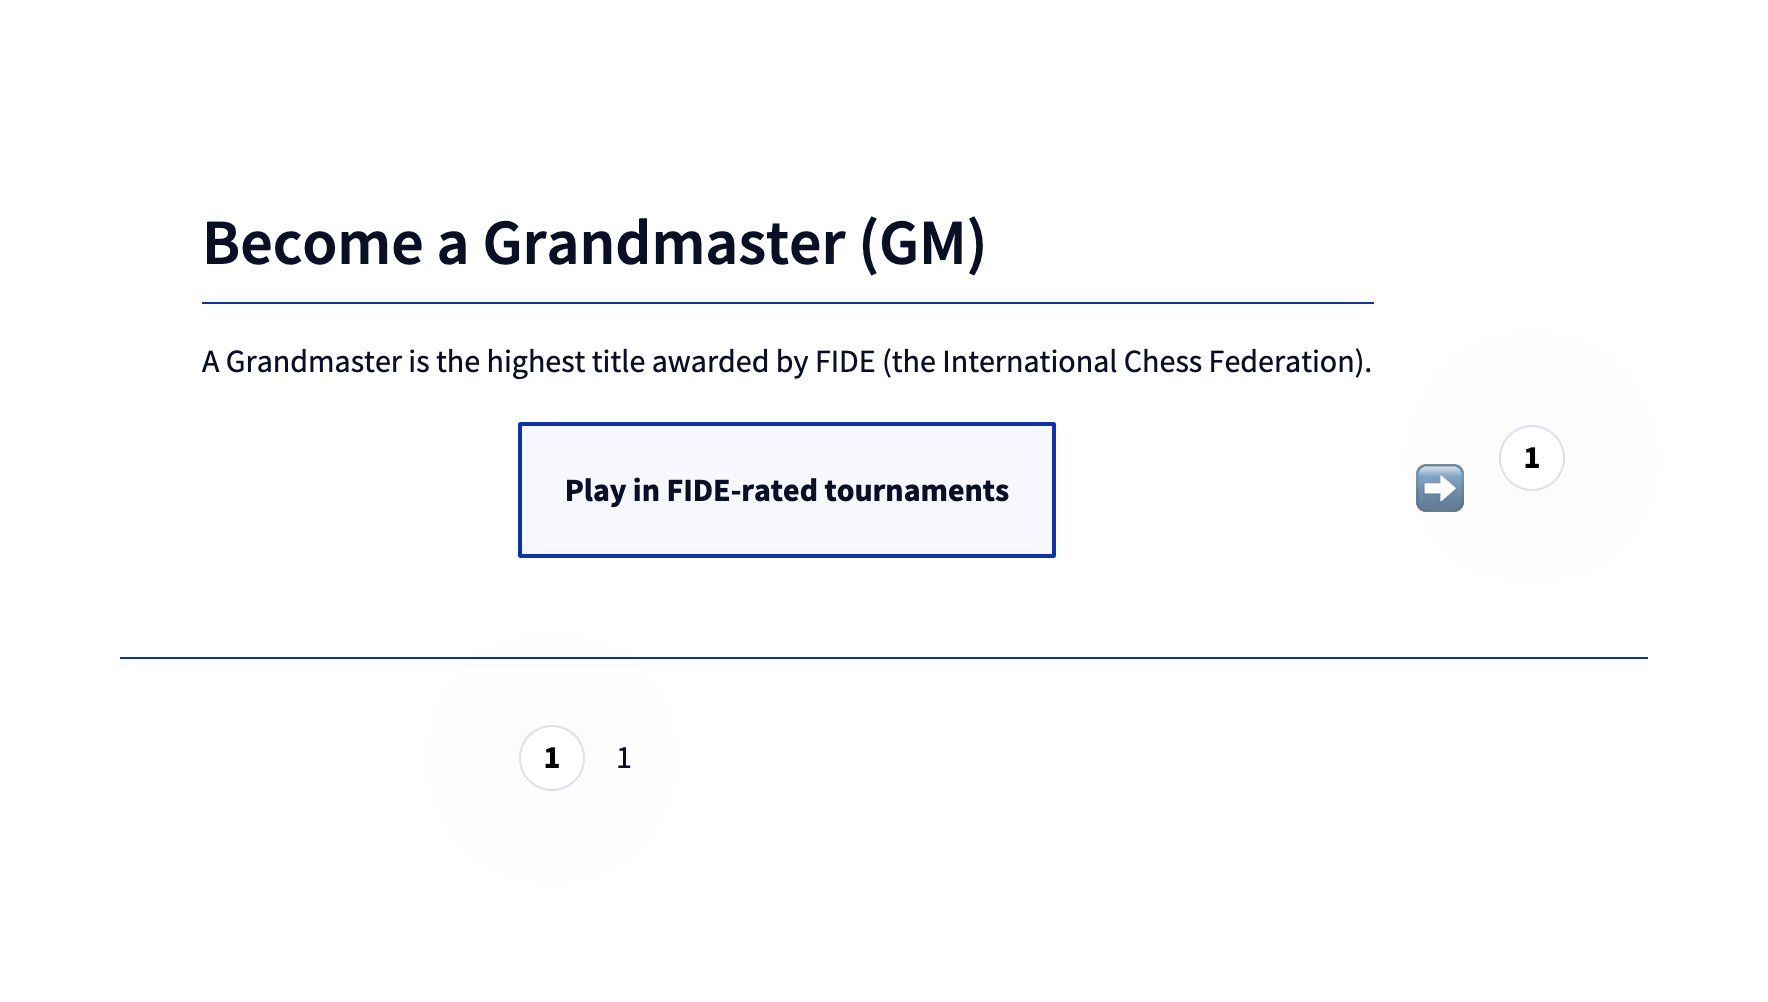 Become a Grandmaster (GM)
A Grandmaster is the highest title awarded by FIDE (the International Chess Federation).
Play in FIDE-rated tournaments
➡️ 1
1 1